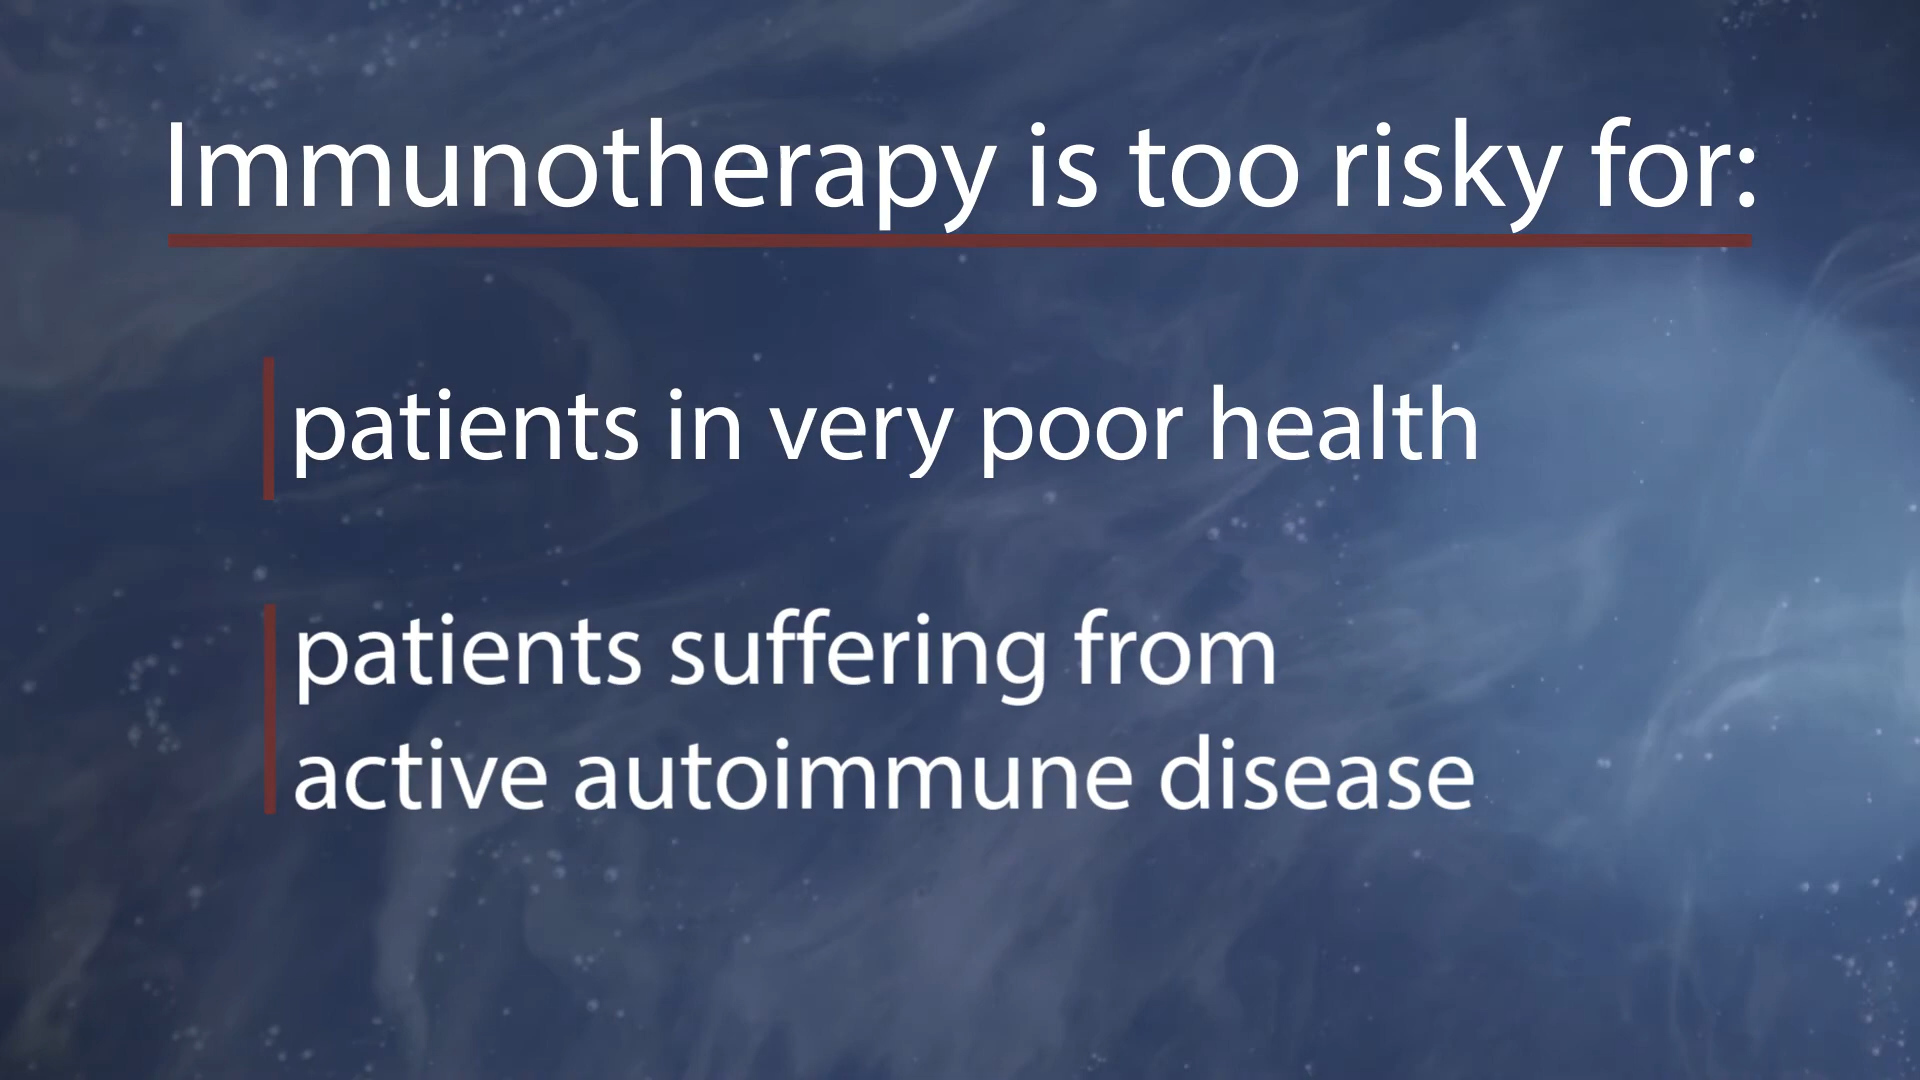 Immunotherapy is too risky for:
patients in very poor health
patients suffering from
active autoimmune disease